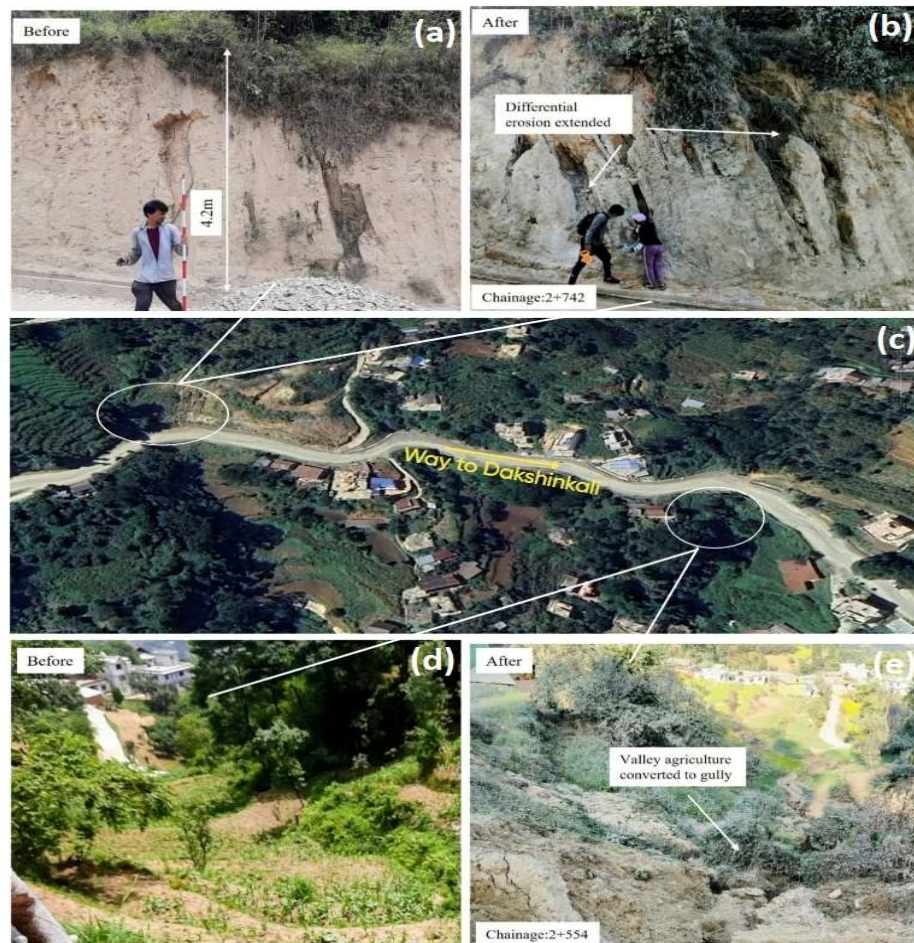 Before
(a)
4.2m
After
(b)
Differential
erosion extended
Chainage:2+742
(c)
Way to Dakshinkali
Before
(d)
After
(e)
Valley agriculture
converted to gully
Chainage:2+554